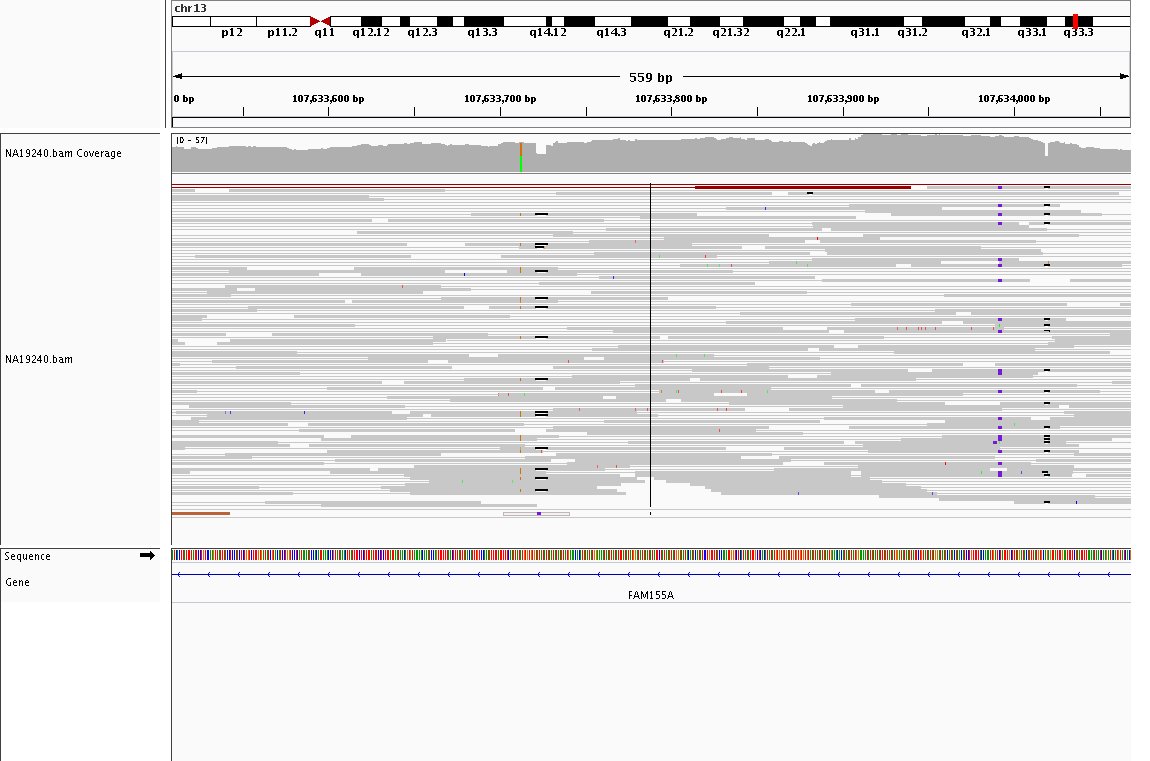 chr13
p12 p11.2 q11 q12.12 q12.3 q13.3 q14.12 q14.3 q21.2 q21.32 q22.1 q31.1 q31.2 q32.1 q33.1 q33.3
559 bp
0 bp 107,633,600 bp 107,633,700 bp 107,633,800 bp 107,633,900 bp 107,634,000 bp
[0 - 57]
NA19240.bam Coverage
NA19240.bam
Sequence
Gene
FAM155A